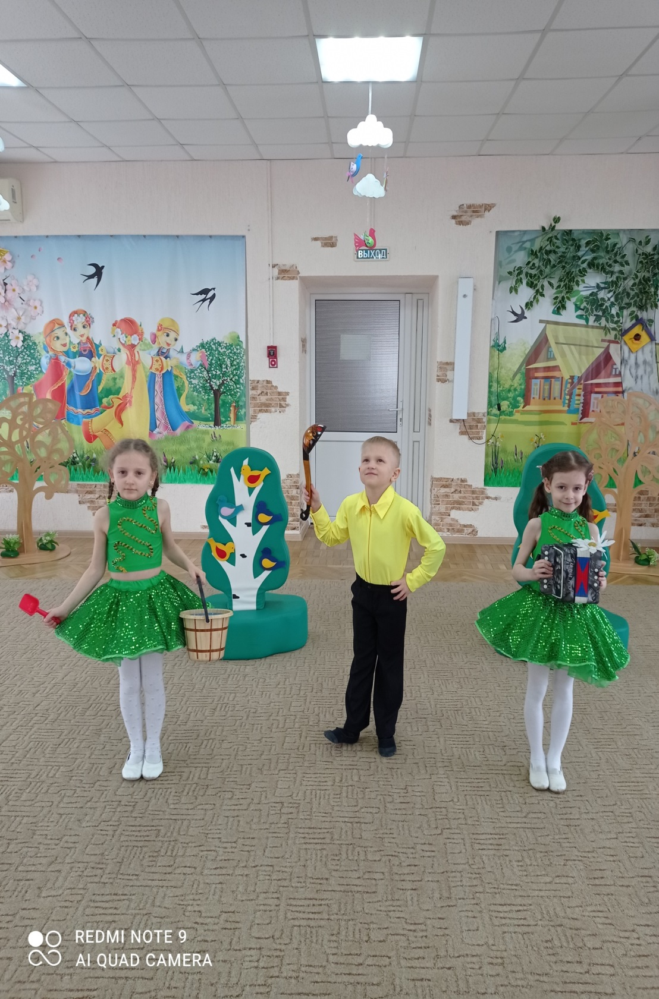 ВЫХОД
REDMI NOTE 9
AI QUAD CAMERA